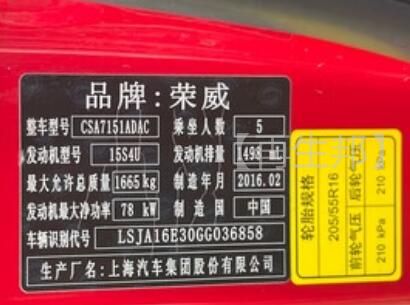 品牌:荣威
整车型号 CSA7151ADAC 乘坐人数 5
发动机型号 15S4U 发动机排量 1498 mL
最大允许总质量 1665kg 制造年月 2016.02
发动机最大净功率 78 kW 制造国 中国
车辆识别代号 LSJA16E30GG036858
生产厂名:上海汽车集团股份有限公司
轮胎规格 205/55R16
前轮气压 210 kPa
后轮气压 210 kPa